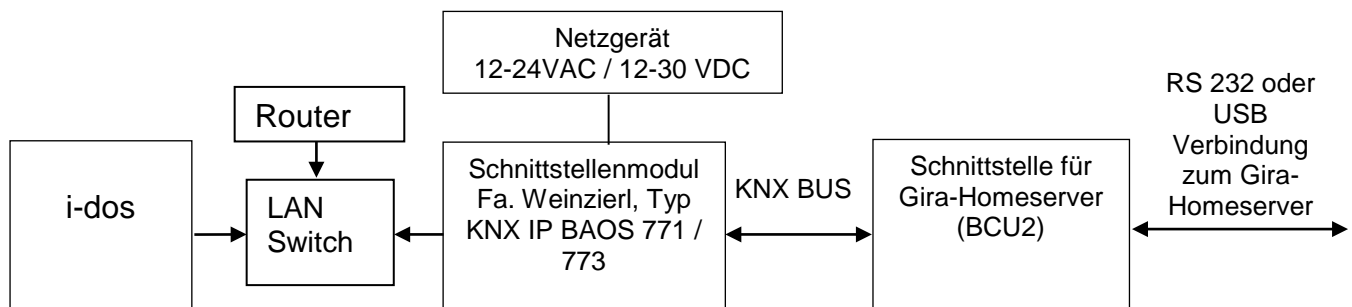 Netzgerät
12-24VAC / 12-30 VDC
RS 232 oder
USB
Verbindung
zum Gira-
Homeserver
Router
i-dos
LAN
Switch
Schnittstellenmodul
Fa. Weinzierl, Typ
KNX IP BAOS 771 /
773
KNX BUS
Schnittstelle für
Gira-Homeserver
(BCU2)